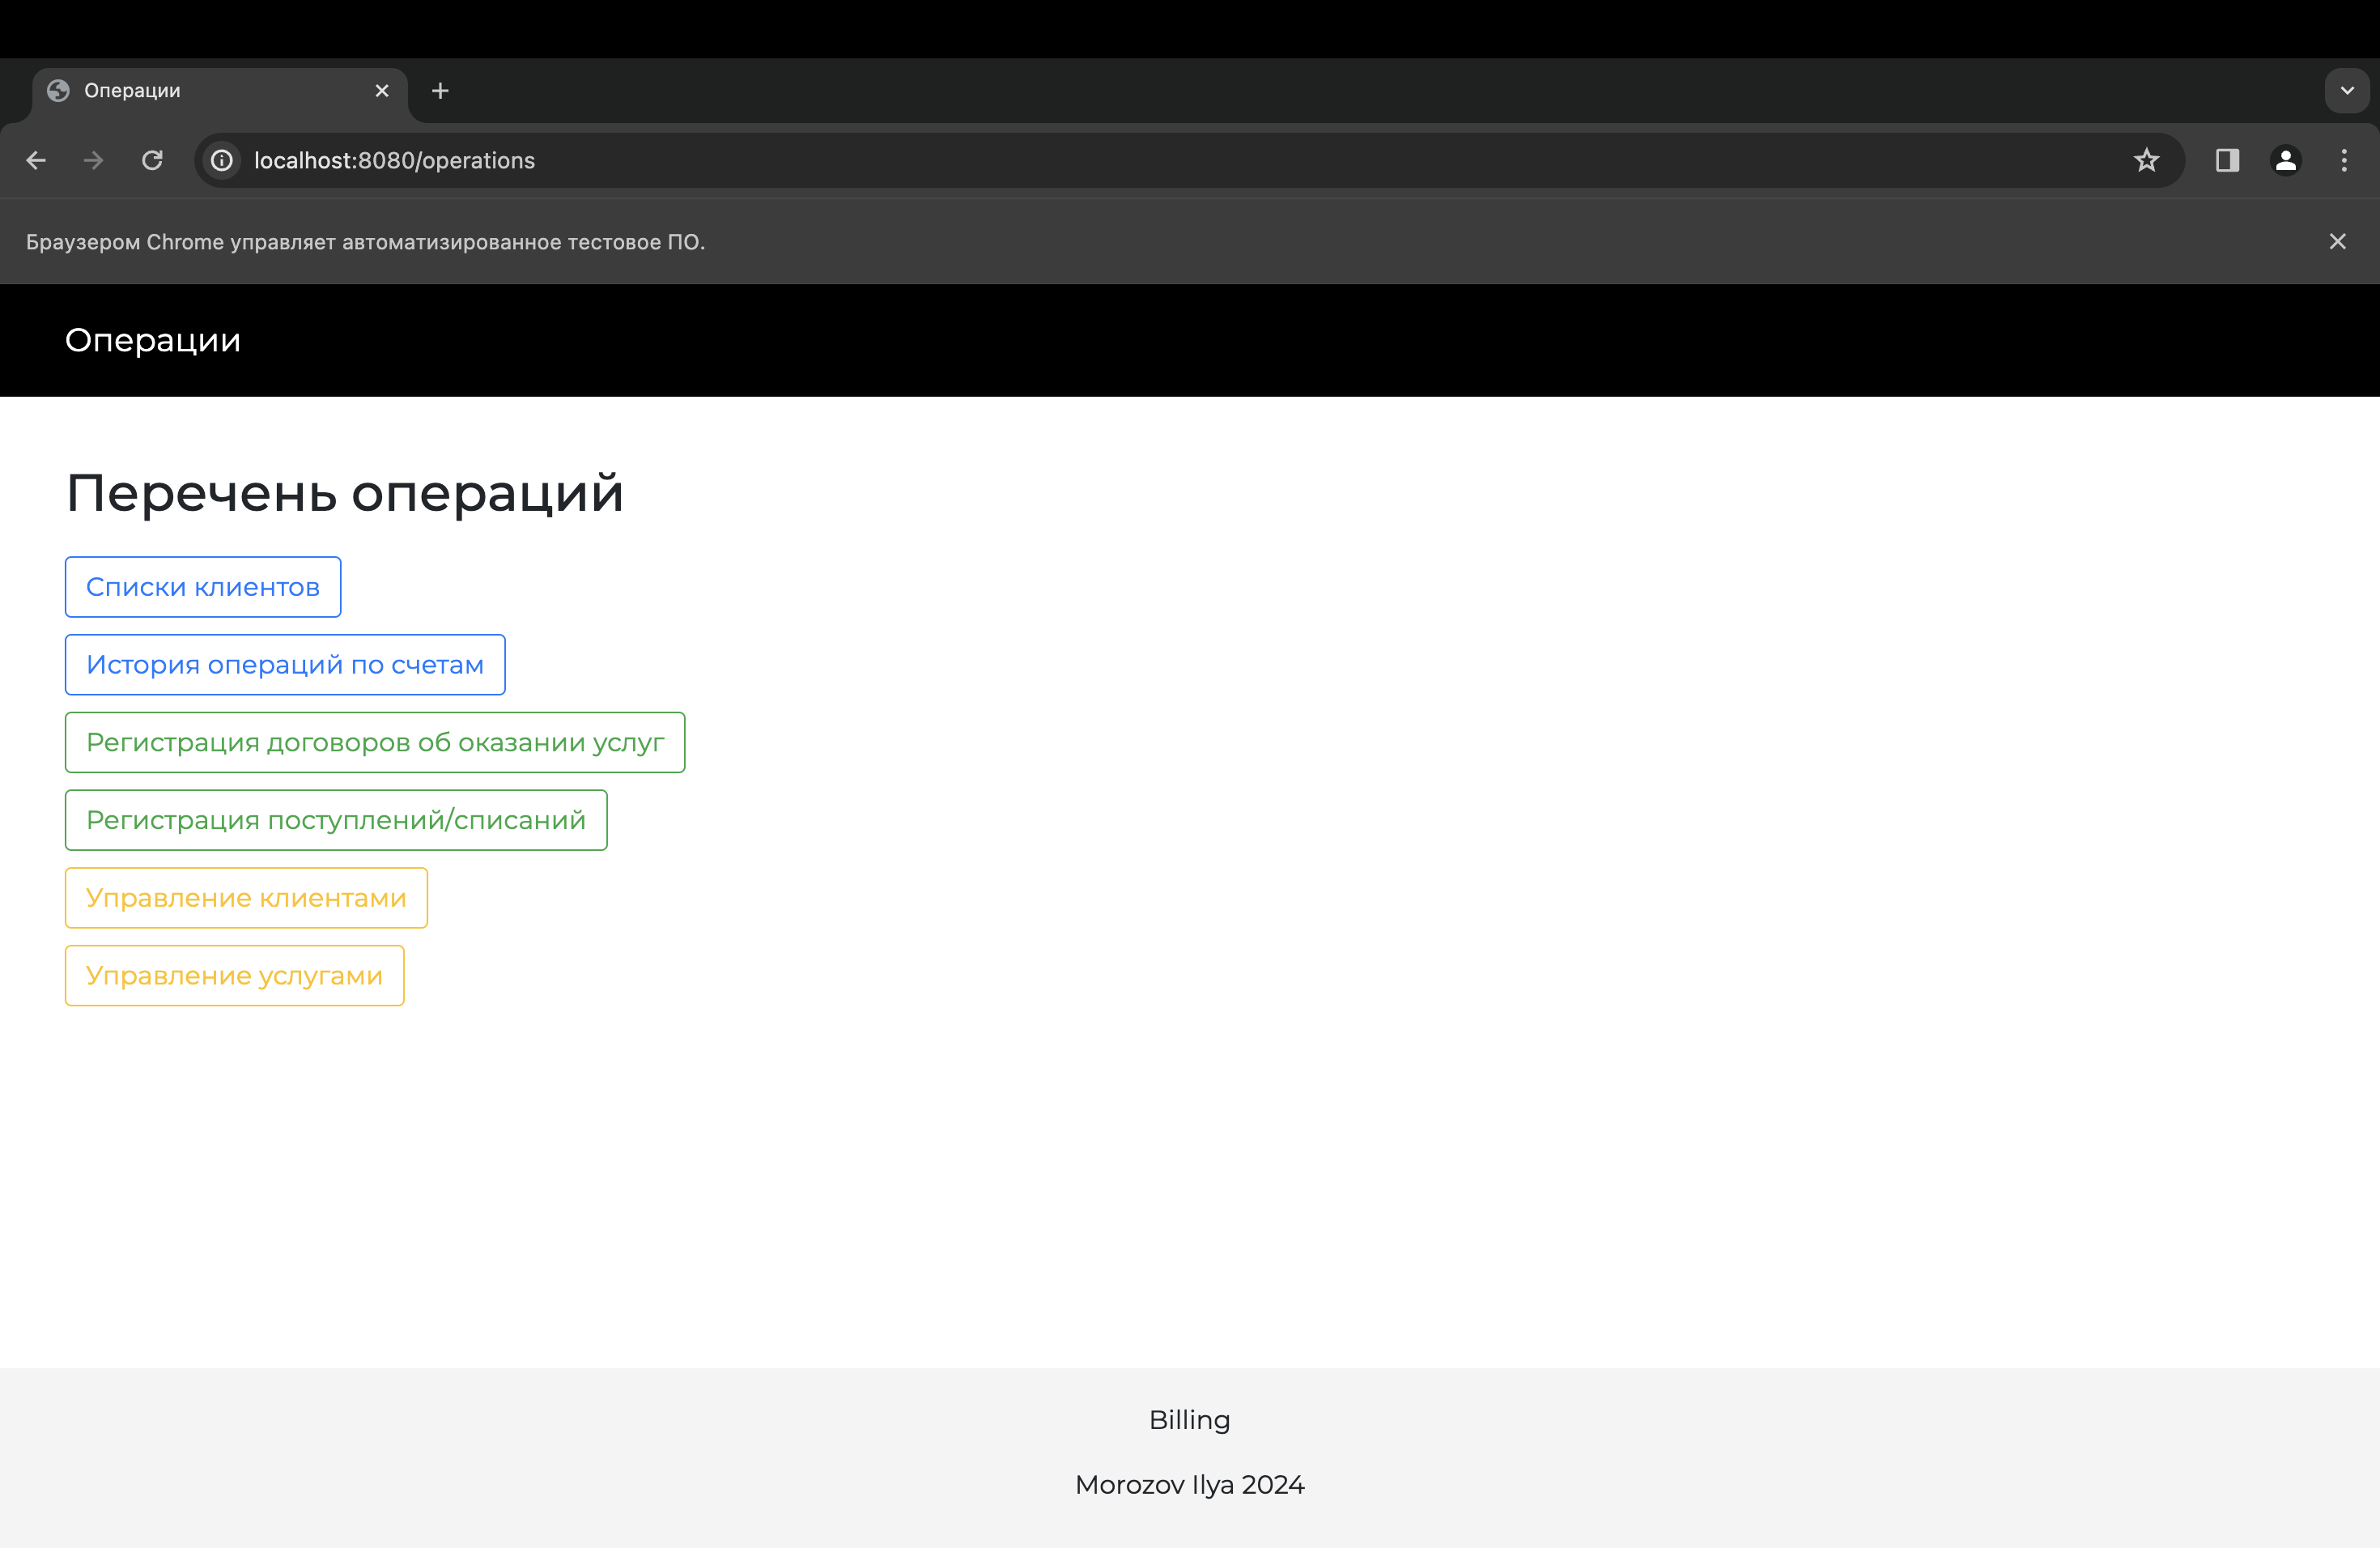 Операции
localhost:8080/operations
Браузером Chrome управляет автоматизированное тестовое ПО.
Операции
Перечень операций
Списки клиентов
История операций по счетам
Регистрация договоров об оказании услуг
Регистрация поступлений/списаний
Управление клиентами
Управление услугами
Billing
Morozov Ilya 2024